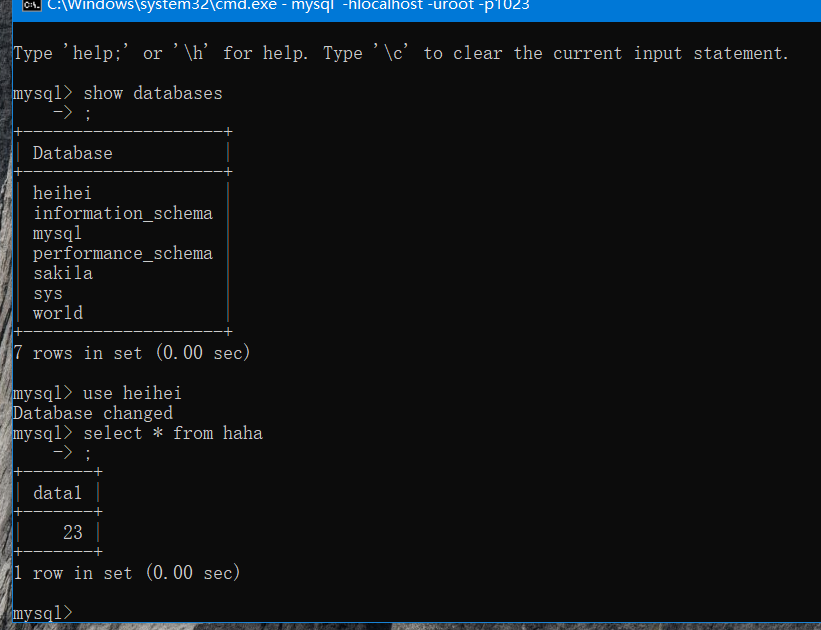 C:\Windows\system32\cmd.exe - mysql -hlocalhost -uroot -p1023
Type 'help;' or '\h' for help. Type '\c' to clear the current input statement.
mysql> show databases
    -> ;
+--------------------+
| Database           |
+--------------------+
| heihei             |
| information_schema |
| mysql              |
| performance_schema |
| sakila             |
| sys                |
| world              |
+--------------------+
7 rows in set (0.00 sec)
mysql> use heihei
Database changed
mysql> select * from haha
    -> ;
+-------+
| data1 |
+-------+
|    23 |
+-------+
1 row in set (0.00 sec)
mysql>